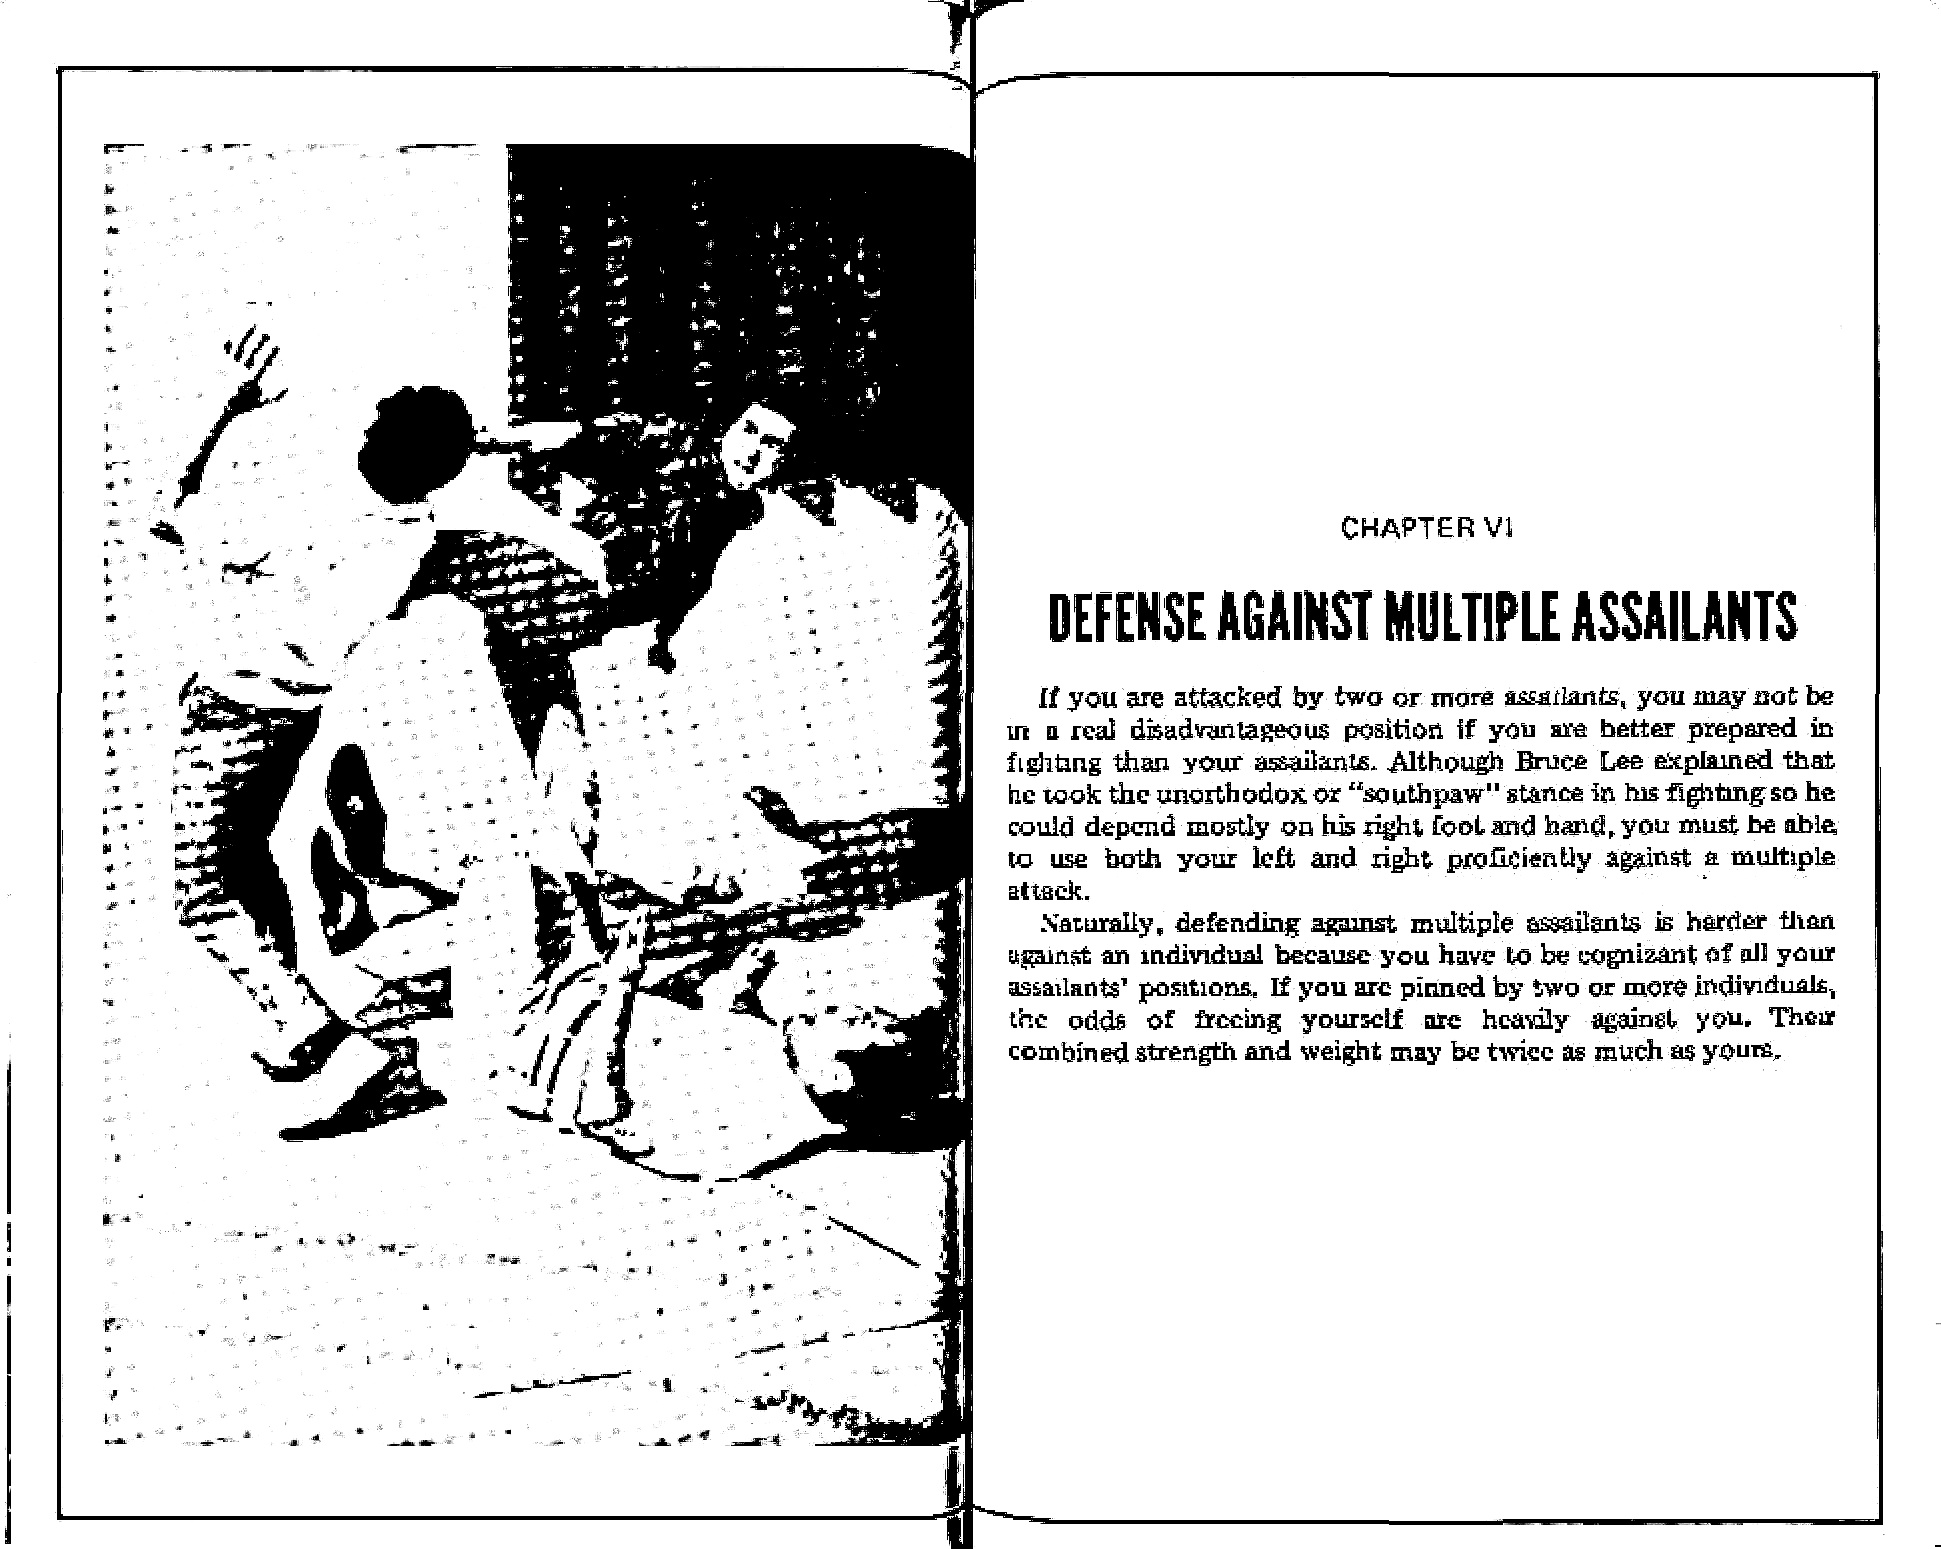 CHAPTER VI
DEFENSE AGAINST MULTIPLE ASSAILANTS
If you are attacked by two or more assailants, you may not be
in a real disadvantageous position if you are better prepared in
fighting than your assailants. Although Bruce Lee explained that
he took the unorthodox or "southpaw" stance in his fighting so he
could depend mostly on his right foot and hand, you must be able
to use both your left and right proficiently against a multiple
attack.
Naturally, defending against multiple assailants is harder than
against an individual because you have to be cognizant of all your
assailants' positions. If you are pinned by two or more individuals,
the odds of freeing yourself are heavily against you. Their
combined strength and weight may be twice as much as yours.